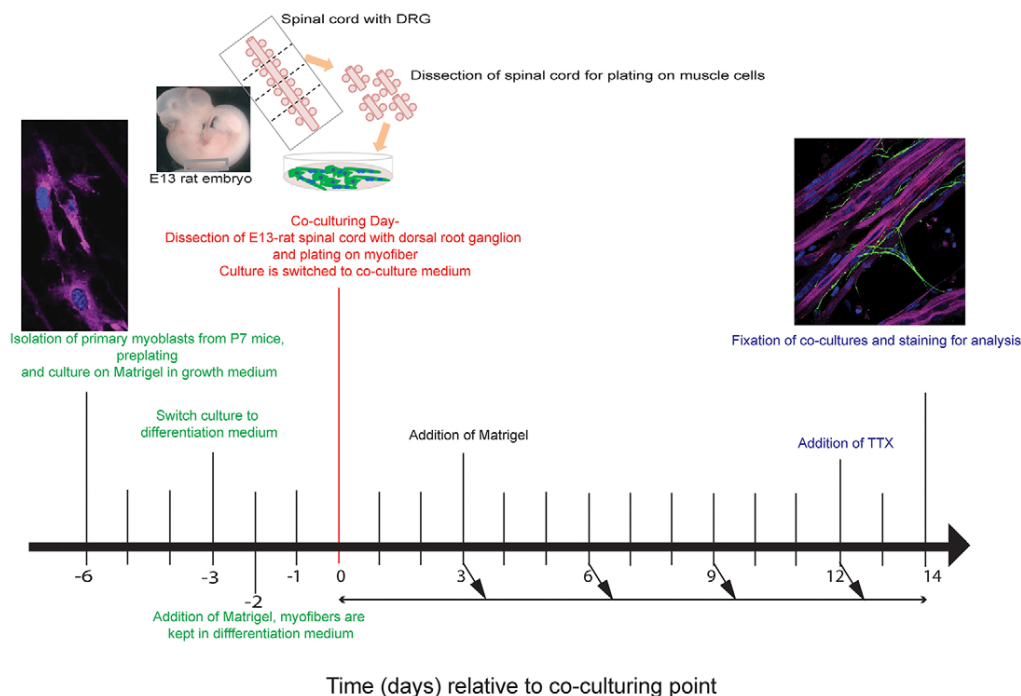 Spinal cord with DRG
Dissection of spinal cord for plating on muscle cells
E13 rat embryo
Co-culturing Day-
Dissection of E13-rat spinal cord with dorsal root ganglion
and plating on myofiber
Culture is switched to co-culture medium
Isolation of primary myoblasts from P7 mice,
preplating
and culture on Matrigel in growth medium
Fixation of co-cultures and staining for analysis
Switch culture to
differentiation medium
Addition of Matrigel
Addition of TTX
-6 -3 -1 0 3 6 9 12 14
-2
Addition of Matrigel, myofibers are
kept in diffferentiation medium
Time (days) relative to co-culturing point